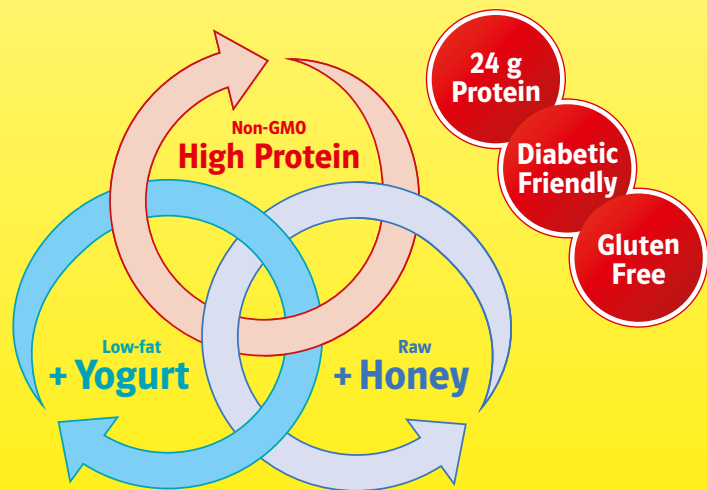 Non-GMO
High Protein
Low-fat
+ Yogurt
Raw
+ Honey
24 g
Protein
Diabetic
Friendly
Gluten
Free